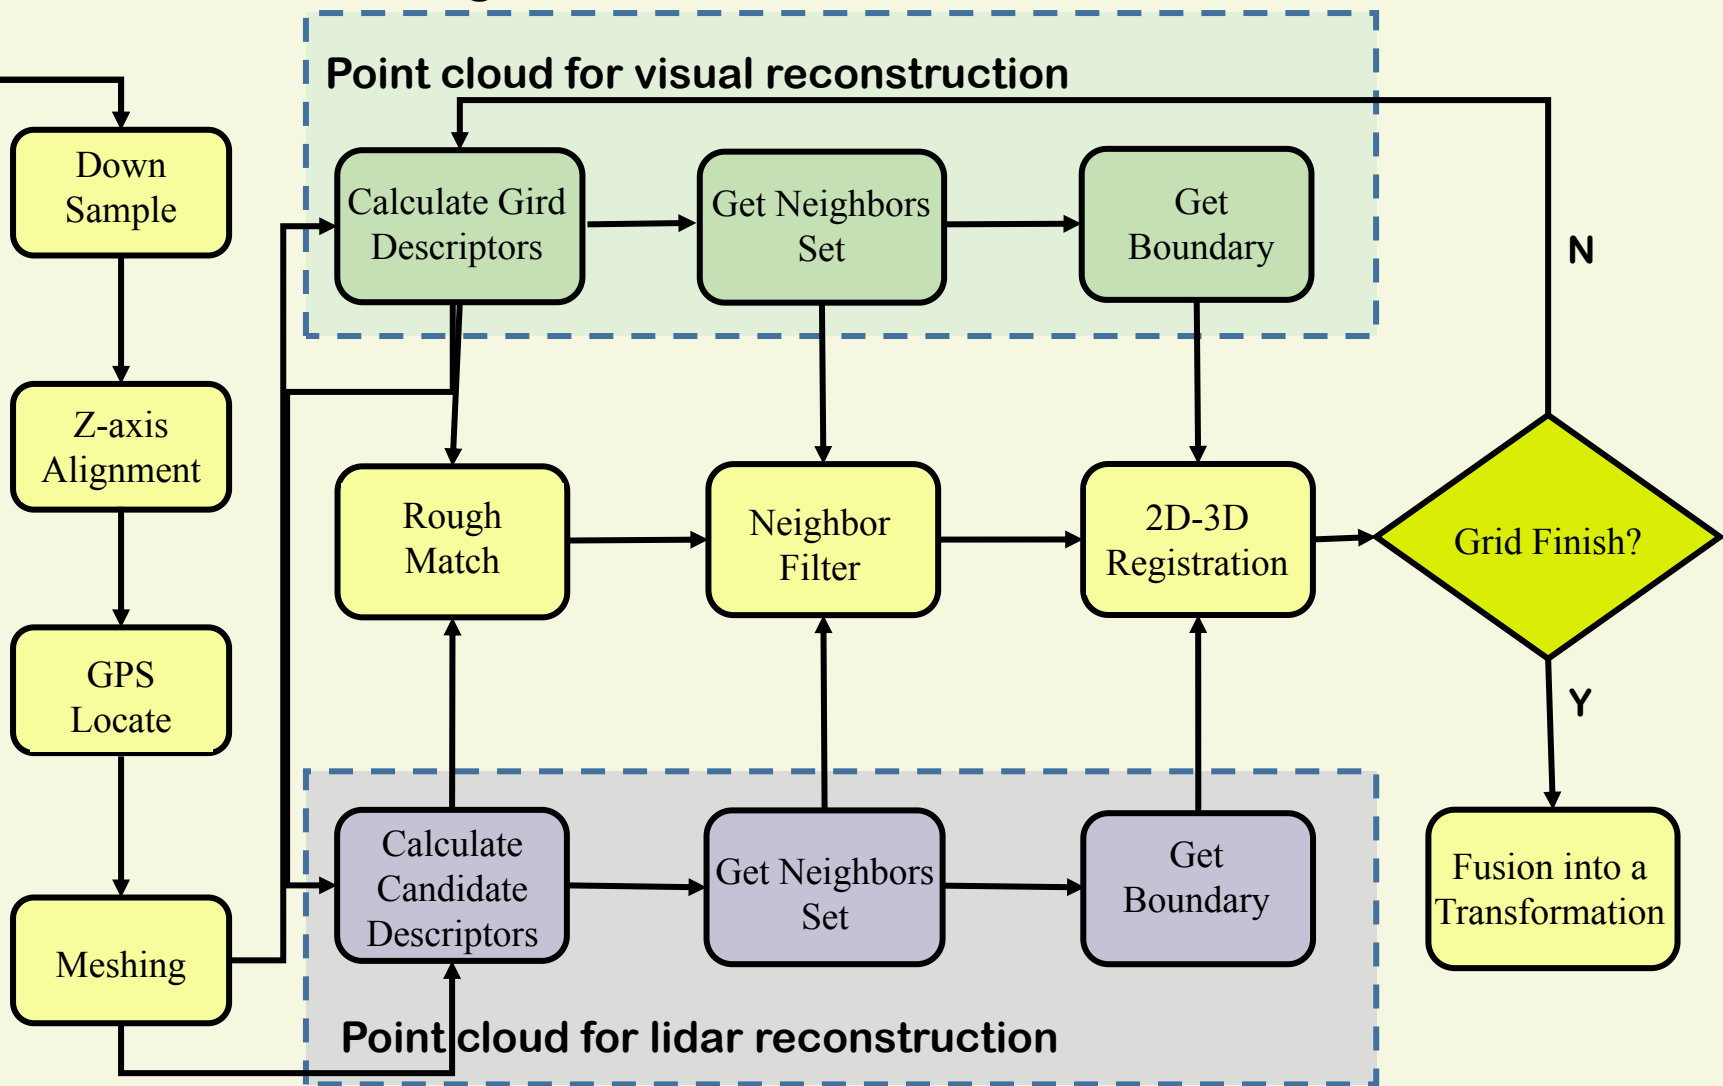 Point cloud for visual reconstruction
Down
Sample
Calculate Gird
Descriptors
Get Neighbors
Set
Get
Boundary
N
Z-axis
Alignment
Rough
Match
Neighbor
Filter
2D-3D
Registration
Grid Finish?
GPS
Locate
Y
Meshing
Calculate
Candidate
Descriptors
Get Neighbors
Set
Get
Boundary
Fusion into a
Transformation
Point cloud for lidar reconstruction